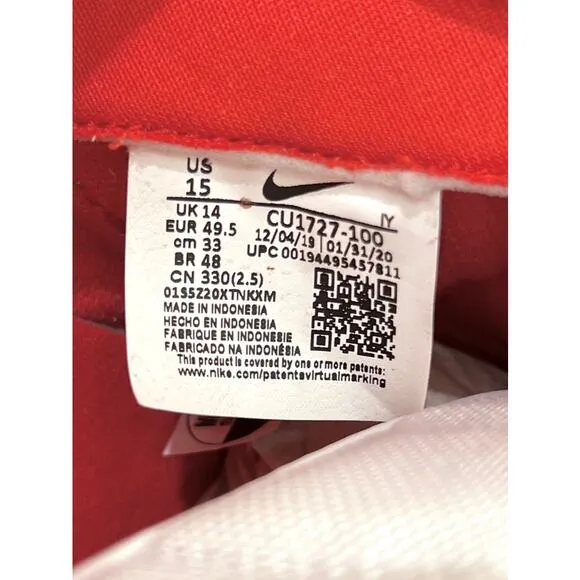 US
15
UK 14
EUR 49.5
cm 33
BR 48
CN 330(2.5)
IY
CU1727-100
12/04/19 | 01/31/20
UPC 00194495457811
01S5Z20XTNKXM
MADE IN INDONESIA
HECHO EN INDONESIA
FABRIQUE EN INDONESIE
FABRICADO NA INDONÉSIA
This product is covered by one or more patents:
www.nike.com/patentsvirtualmarking